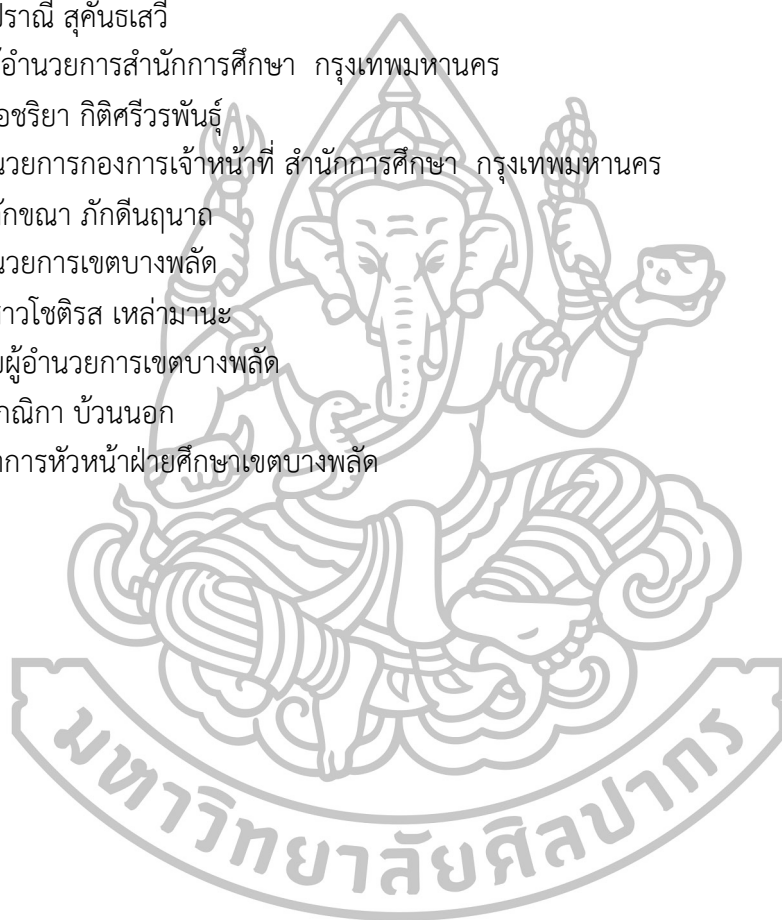 ปราณี สุคันธเสวี
อำนวยการสำนักการศึกษา กรุงเทพมหานคร
อชริยา กิติศรีวรพันธุ์
นวยการกองการเจ้าหน้าที่ สำนักการศึกษา กรุงเทพมหานคร
ลักขณา ภักดีนฤนาถ
นวยการเขตบางพลัด
สาวโชติรส เหล่ามานะ
ยผู้อำนวยการเขตบางพลัด
กณิกา บ้วนนอก
าการหัวหน้าฝ่ายศึกษาเขตบางพลัด
มหาวิทยาลัยศิลปากร